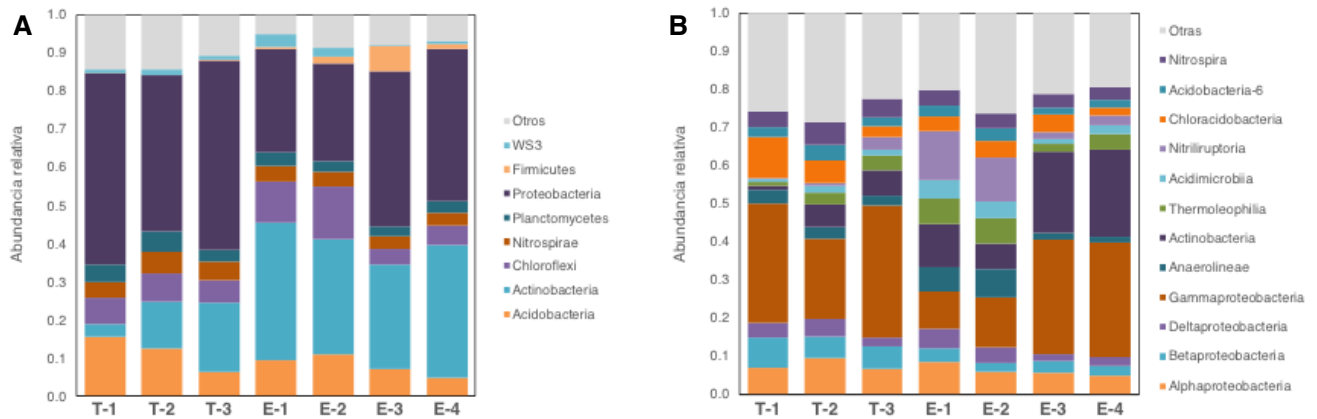 A
Abundancia relativa
1.0
0.9
0.8
0.7
0.6
0.5
0.4
0.3
0.2
0.1
0.0
T-1 T-2 T-3 E-1 E-2 E-3 E-4
Otros
WS3
Firmicutes
Proteobacteria
Planctomycetes
Nitrospirae
Chloroflexi
Actinobacteria
Acidobacteria
B
Abundancia relativa
1.0
0.9
0.8
0.7
0.6
0.5
0.4
0.3
0.2
0.1
0.0
T-1 T-2 T-3 E-1 E-2 E-3 E-4
Otras
Nitrospira
Acidobacteria-6
Chloracidobacteria
Nitriliruptoria
Acidimicrobiia
Thermoleophilia
Actinobacteria
Anaerolineae
Gammaproteobacteria
Deltaproteobacteria
Betaproteobacteria
Alphaproteobacteria